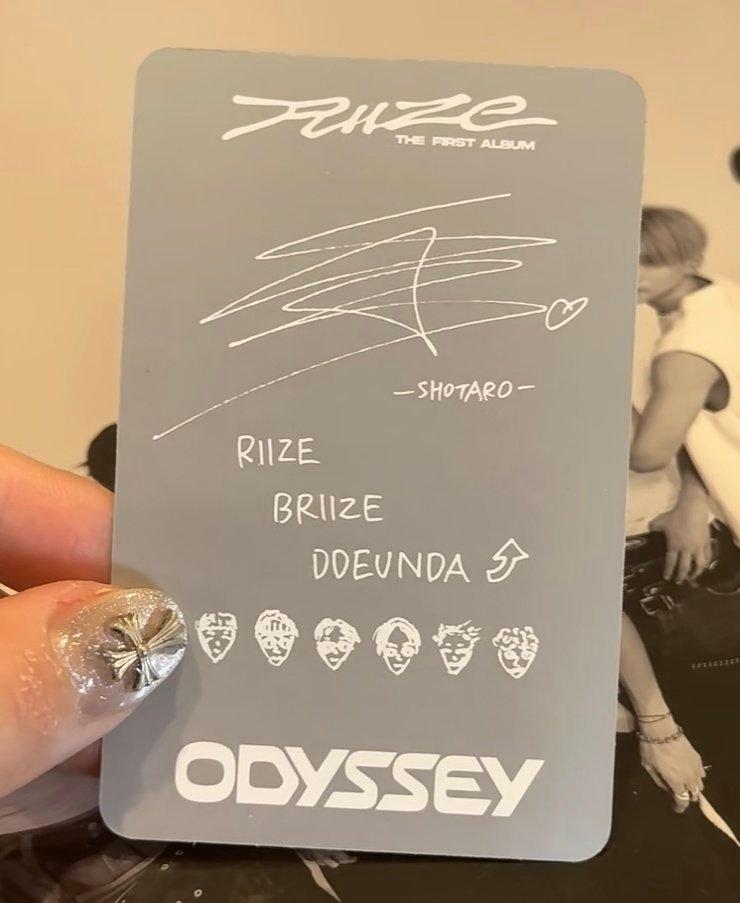 RIIZE
THE FIRST ALBUM
—SHOTARO—
RIIZE
BRIIZE
DDEUNDA
ODYSSEY